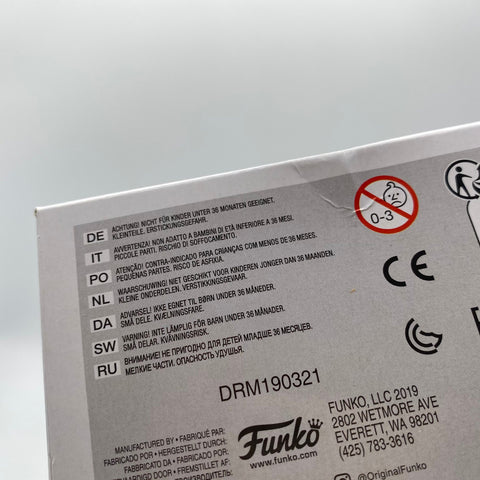 DE ACHTUNG! NICHT FÜR KINDER UNTER 36 MONATEN GEEIGNET.
KLEINTEILE. ERSTICKUNGSGEFAHR.
IT AVVERTENZA! NON ADATTO A BAMBINI DI ETÀ INFERIORE A 36 MESI.
PICCOLE PARTI. RISCHIO DI SOFFOCAMENTO.
PO ATENÇÃO! CONTRA-INDICADO PARA CRIANÇAS COM MENOS DE 36 MESES.
PEQUENAS PARTES. RISCO DE ASFIXIA.
NL WAARSCHUWING! NIET GESCHIKT VOOR KINDEREN JONGER DAN 36 MAANDEN.
KLEINE ONDERDELEN. VERSTIKKINGSGEVAAR.
DA ADVARSEL! IKKE EGNET TIL BØRN UNDER 36 MÅNEDER.
SMÅ DELE. KVÆLNINGSFARE.
SW VARNING! INTE LÄMPLIG FÖR BARN UNDER 36 MÅNADER.
SMÅ DELAR. KVÄVNINGSRISK.
RU ВНИМАНИЕ! НЕ ПРИГОДНО ДЛЯ ДЕТЕЙ МЛАДШЕ 36 МЕСЯЦЕВ.
МЕЛКИЕ ЧАСТИ. ОПАСНОСТЬ УДУШЬЯ.
0-3
CE
DRM190321
MANUFACTURED BY • FABRIQUÉ PAR:
FABRICADO POR • HERGESTELLT DURCH:
FABBRICATO DA • FABRICADO POR:
DOOR • FREMSTILLET AF:
Funko
www.funko.com
FUNKO, LLC 2019
2802 WETMORE AVE
EVERETT, WA 98201
(425) 783-3616
@OriginalFunko